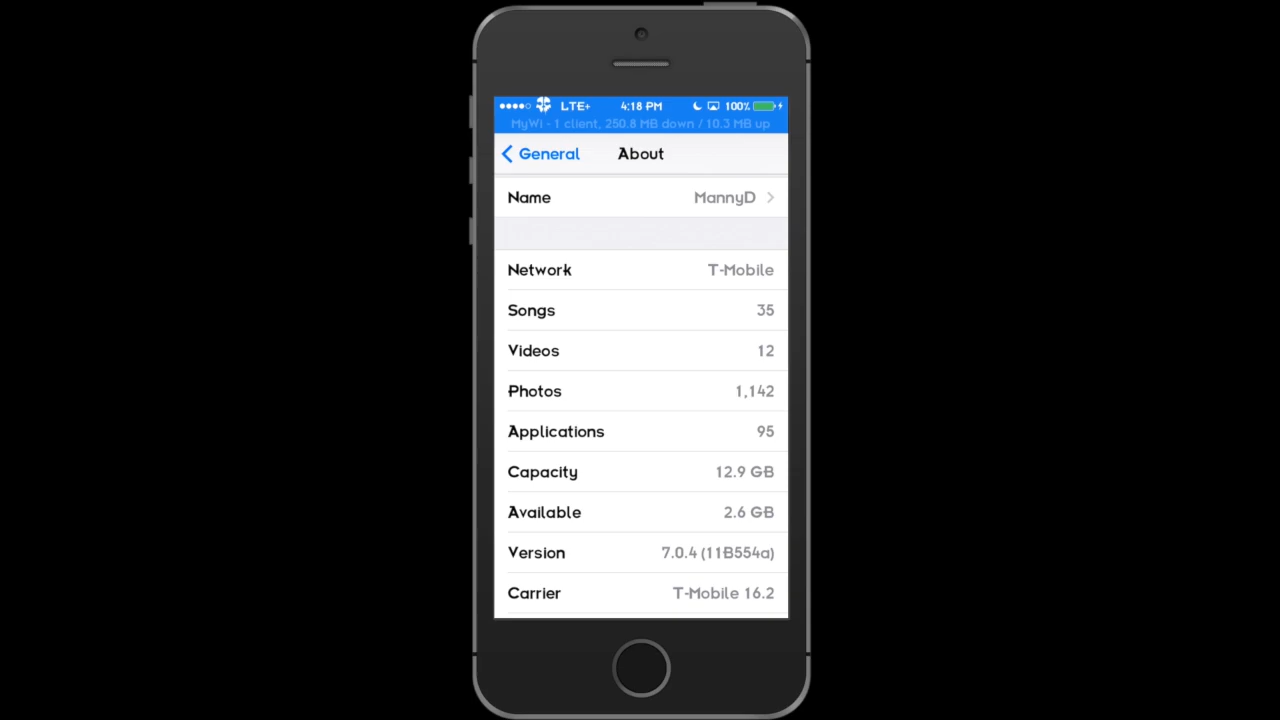 LTE+ 4:18 PM 100%
MyWi - 1 client, 250.8 MB down / 10.3 MB up
General About
Name MannyD
Network T-Mobile
Songs 35
Videos 12
Photos 1,142
Applications 95
Capacity 12.9 GB
Available 2.6 GB
Version 7.0.4 (11B554a)
Carrier T-Mobile 16.2